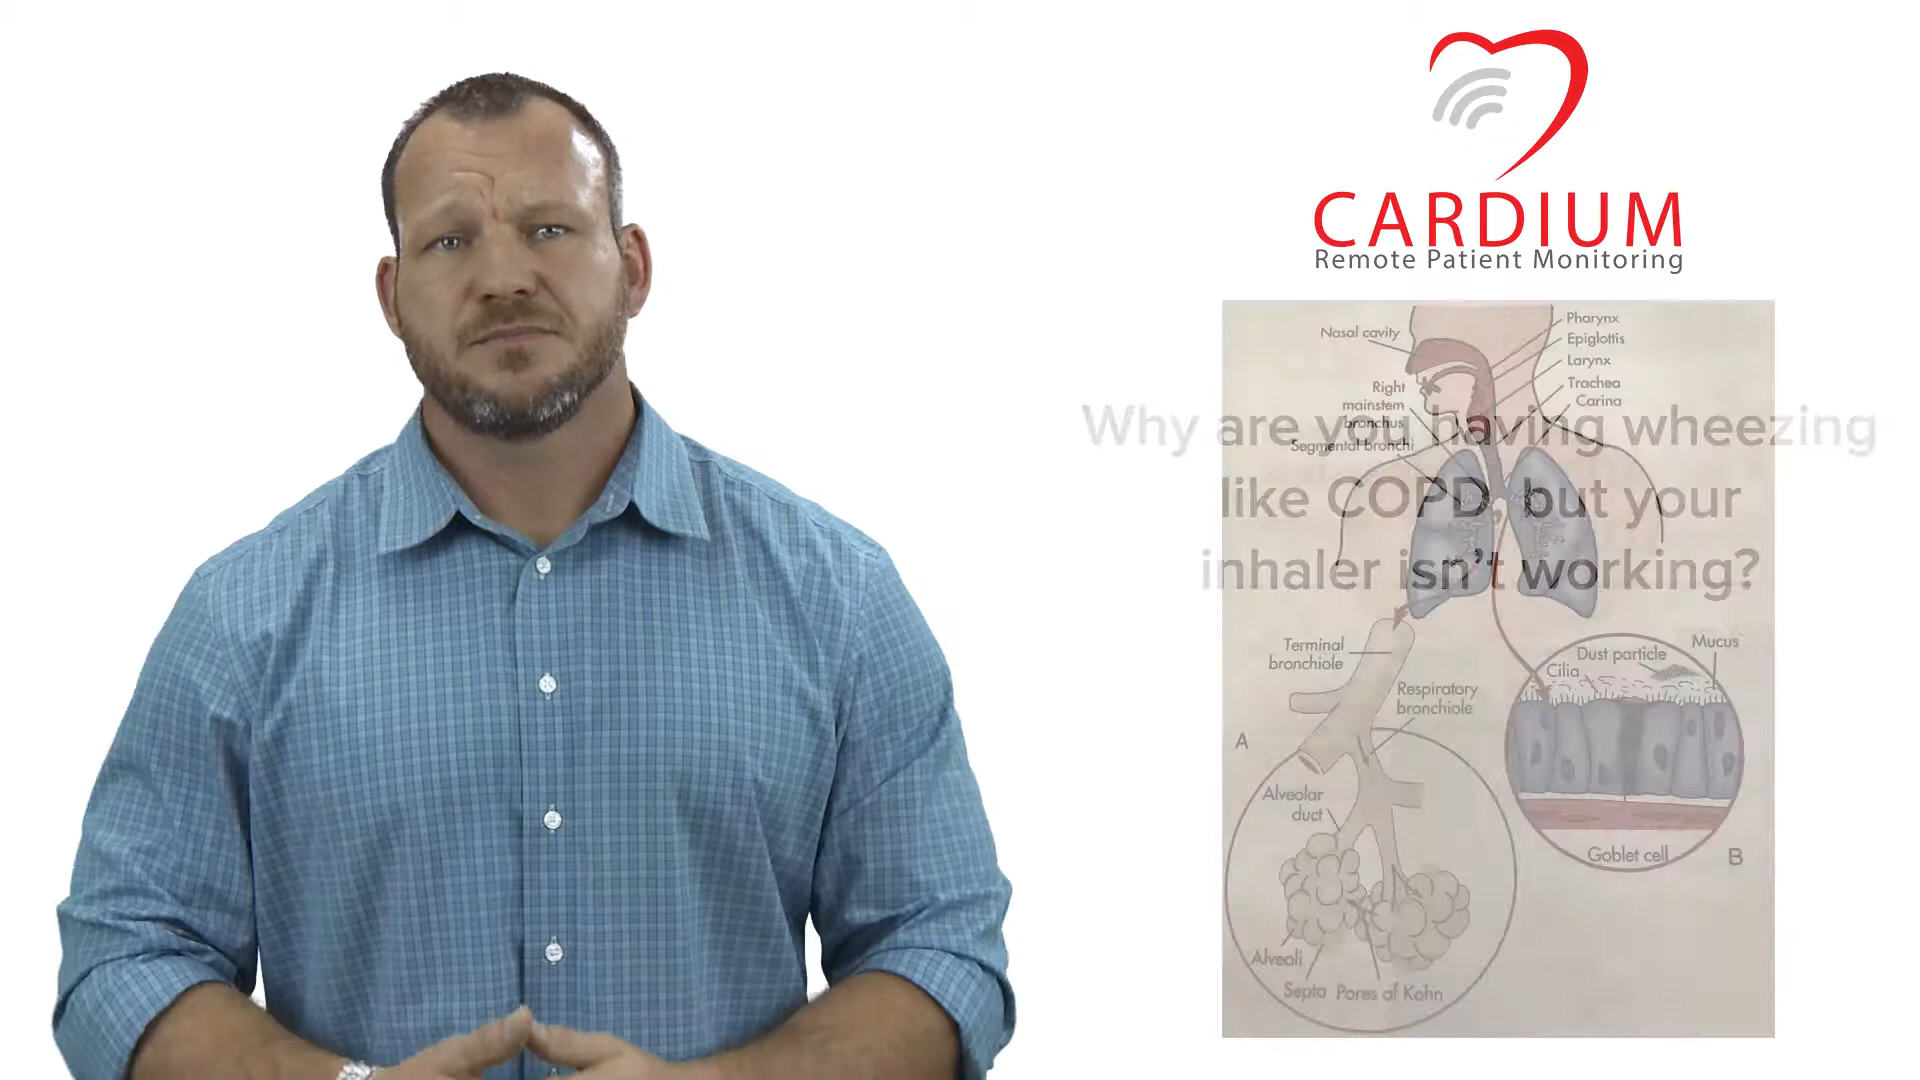 CARDIUM
Remote Patient Monitoring
Nasal cavity
Pharynx
Epiglottis
Larynx
Trachea
Carina
Right
mainstem
bronchus
Segmental bronchi
Why are you having wheezing
like COPD, but your
inhaler isn't working?
Terminal
bronchiole
Respiratory
bronchiole
Mucus
Dust particle
Cilia
A
Alveolar
duct
Goblet cell
B
Alveoli
Septa
Pores of Kohn